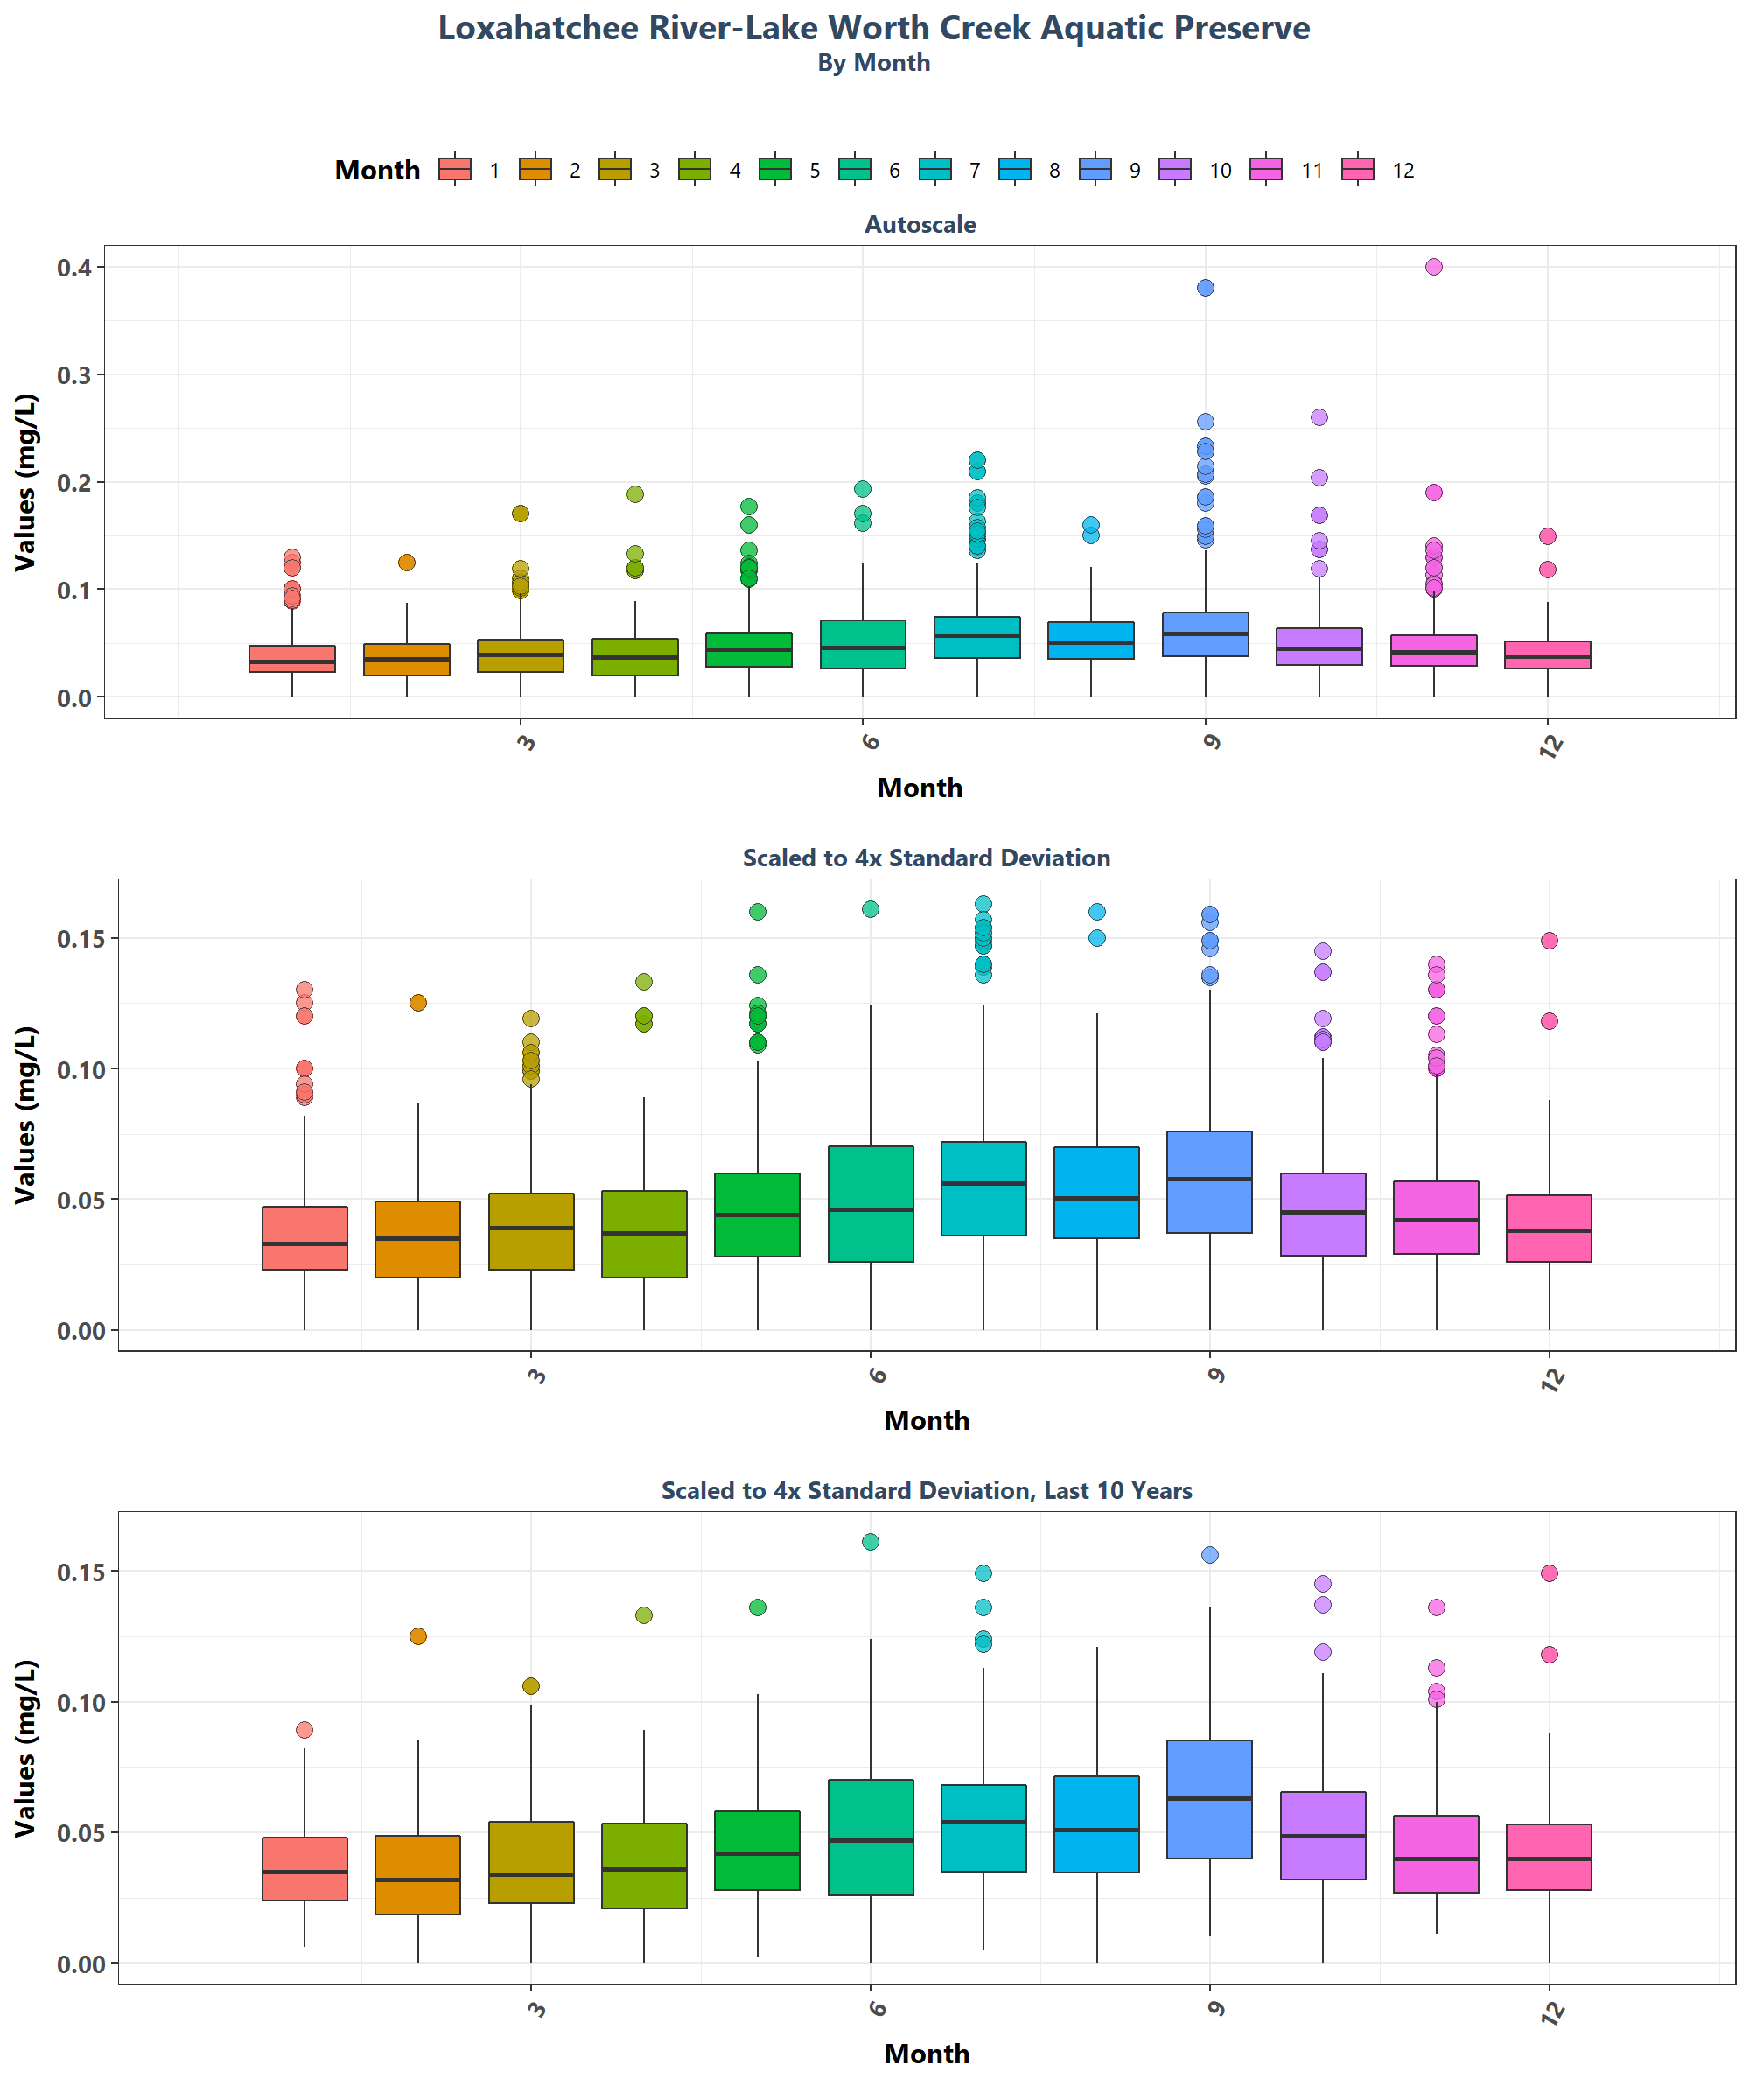 Loxahatchee River-Lake Worth Creek Aquatic Preserve
By Month
Month 1 2 3 4 5 6 7 8 9 10 11 12
Autoscale
Values (mg/L)
0.4
0.3
0.2
0.1
0.0
3 6 9 12
Month
Scaled to 4x Standard Deviation
Values (mg/L)
0.15
0.10
0.05
0.00
3 6 9 12
Month
Scaled to 4x Standard Deviation, Last 10 Years
Values (mg/L)
0.15
0.10
0.05
0.00
3 6 9 12
Month